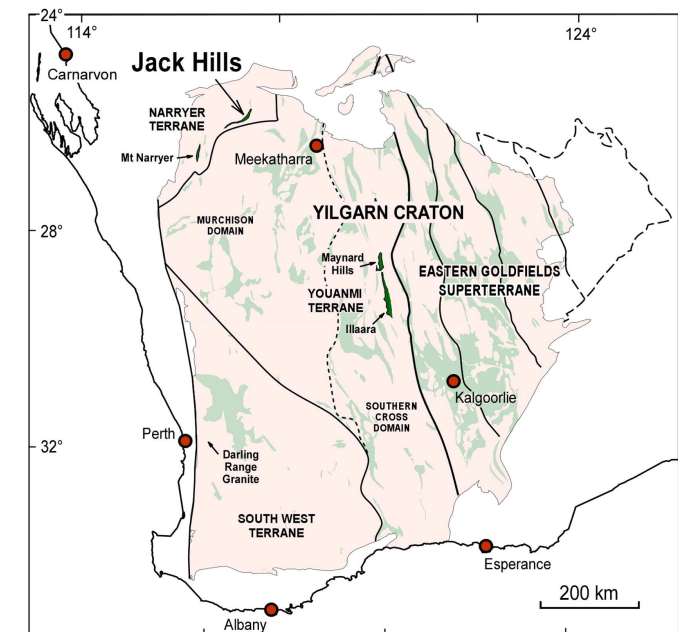 24°
114°
124°
Carnarvon
Jack Hills
NARRYER
TERRANE
Mt Narryer
Meekatharra
28°
MURCHISON
DOMAIN
YILGARN CRATON
Maynard
Hills
EASTERN GOLDFIELDS
SUPERTERRANE
YOUANMI
TERRANE
Illaara
Kalgoorlie
SOUTHERN
CROSS
DOMAIN
Perth
32°
Darling
Range
Granite
SOUTH WEST
TERRANE
Esperance
200 km
Albany